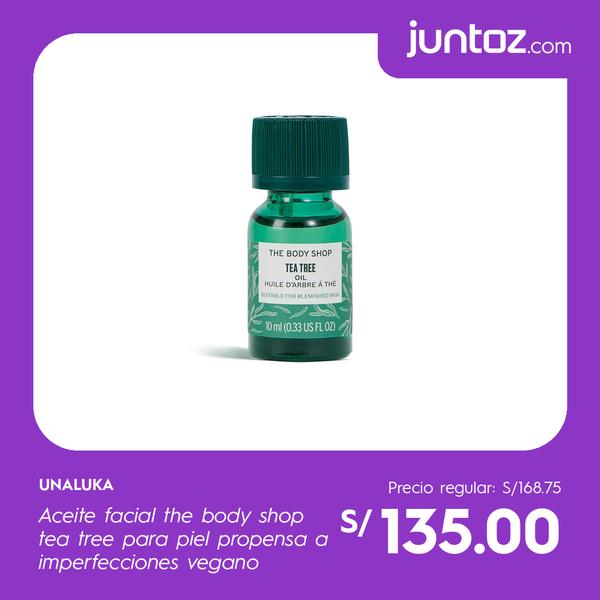 juntoz.com
THE BODY SHOP
TEA TREE
OIL
HUILE D'ARBRE À THÉ
SUITABLE FOR BLEMISHED SKIN
10 ml (0.33 US FL OZ)
UNALUKA
Aceite facial the body shop
tea tree para piel propensa a
imperfecciones vegano
Precio regular: S/168.75
S/ 135.00